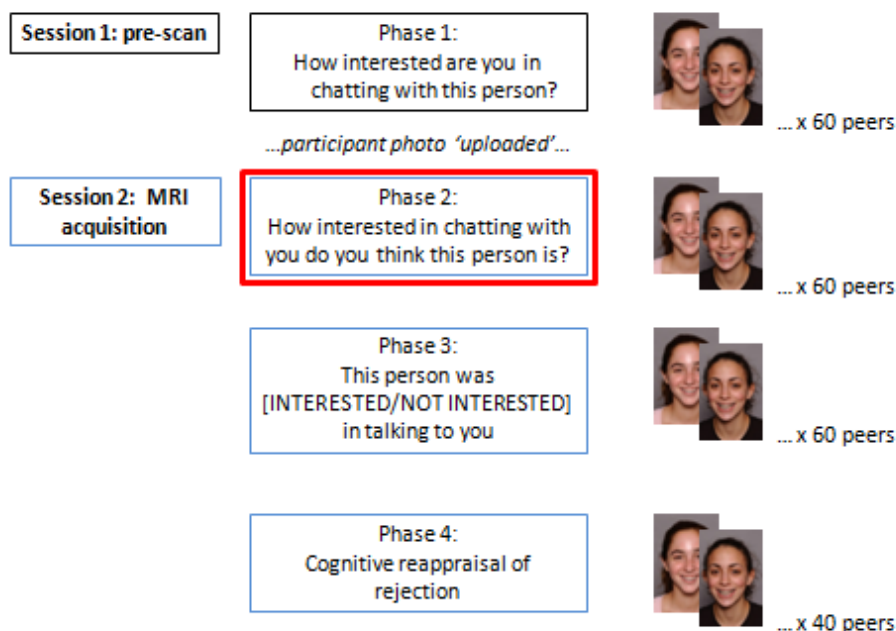 Session 1: pre-scan
Phase 1:
How interested are you in
chatting with this person?
... x 60 peers
...participant photo ‘uploaded’...
Session 2: MRI
acquisition
Phase 2:
How interested in chatting with
you do you think this person is?
... x 60 peers
Phase 3:
This person was
[INTERESTED/NOT INTERESTED]
in talking to you
... x 60 peers
Phase 4:
Cognitive reappraisal of
rejection
... x 40 peers